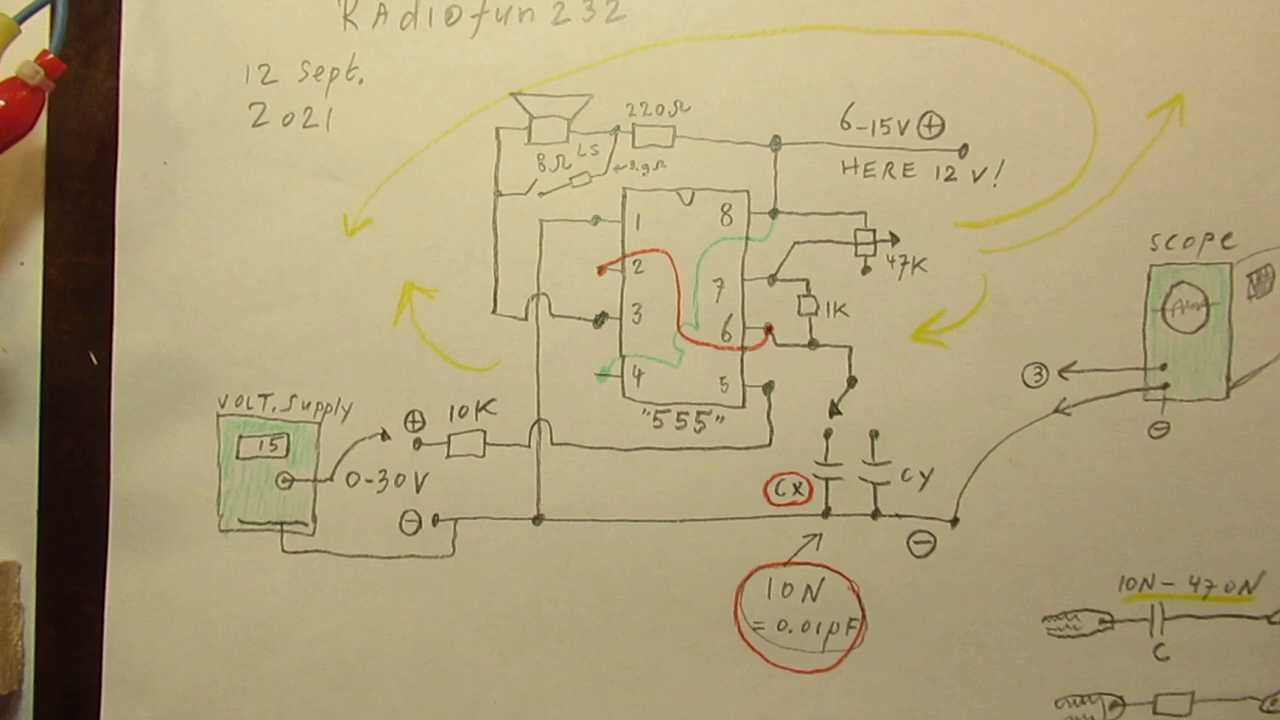 RAdiofun 232
12 Sept.
2021
220Ω
8Ω
LS
3.9Ω
6-15V ⊕
HERE 12 V!
1
8
2
7
47K
3
6
1K
4
5
"555"
SCOPE
③
⊖
VOLT. Supply
15
⊕
10K
0-30V
⊖
CX
CY
⊖
10N
= 0.01µF
10N - 470N
C